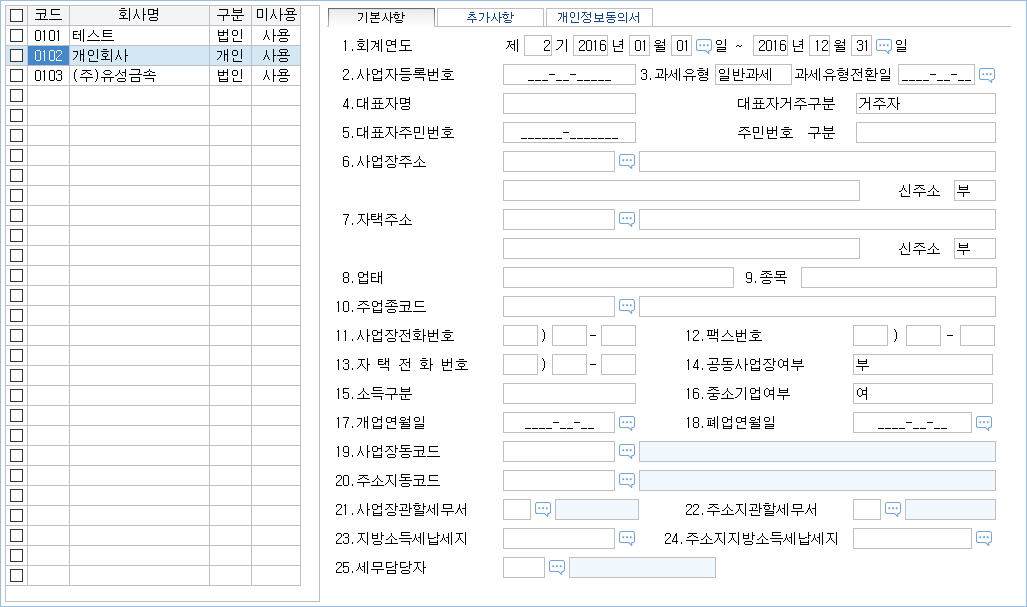 코드 회사명 구분 미사용
0101 테스트 법인 사용
0102 개인회사 개인 사용
0103 (주)유성금속 법인 사용
기본사항 추가사항 개인정보동의서
1.회계연도 제 2 기 2016 년 01 월 01 일 ~ 2016 년 12 월 31 일
2.사업자등록번호 ___-__-_____ 3.과세유형 일반과세 과세유형전환일 ____-__-__
4.대표자명 대표자거주구분 거주자
5.대표자주민번호 ______-_______ 주민번호 구분
6.사업장주소
신주소 부
7.자택주소
신주소 부
8.업태 9.종목
10.주업종코드
11.사업장전화번호 ) - 12.팩스번호 ) -
13.자 택 전 화 번호 ) - 14.공동사업장여부 부
15.소득구분 16.중소기업여부 여
17.개업연월일 ____-__-__ 18.폐업연월일 ____-__-__
19.사업장동코드
20.주소지동코드
21.사업장관할세무서 22.주소지관할세무서
23.지방소득세납세지 24.주소지지방소득세납세지
25.세무담당자